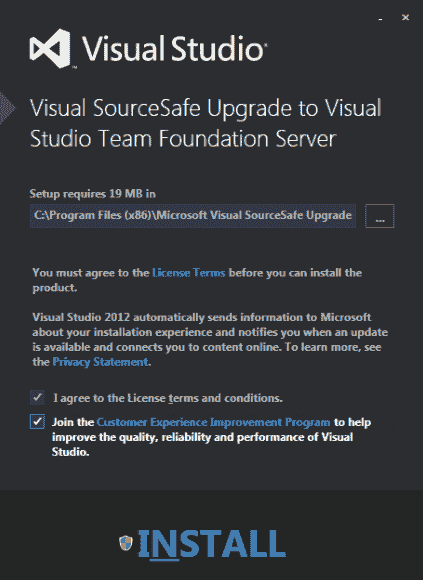 Visual Studio
Visual SourceSafe Upgrade to Visual
Studio Team Foundation Server
Setup requires 19 MB in
C:\Program Files (x86)\Microsoft Visual SourceSafe Upgrade
...
You must agree to the License Terms before you can install the
product.
Visual Studio 2012 automatically sends information to Microsoft
about your installation experience and notifies you when an update
is available and connects you to content online. To learn more, see
the Privacy Statement.
I agree to the License terms and conditions.
Join the Customer Experience Improvement Program to help
improve the quality, reliability and performance of Visual
Studio.
INSTALL